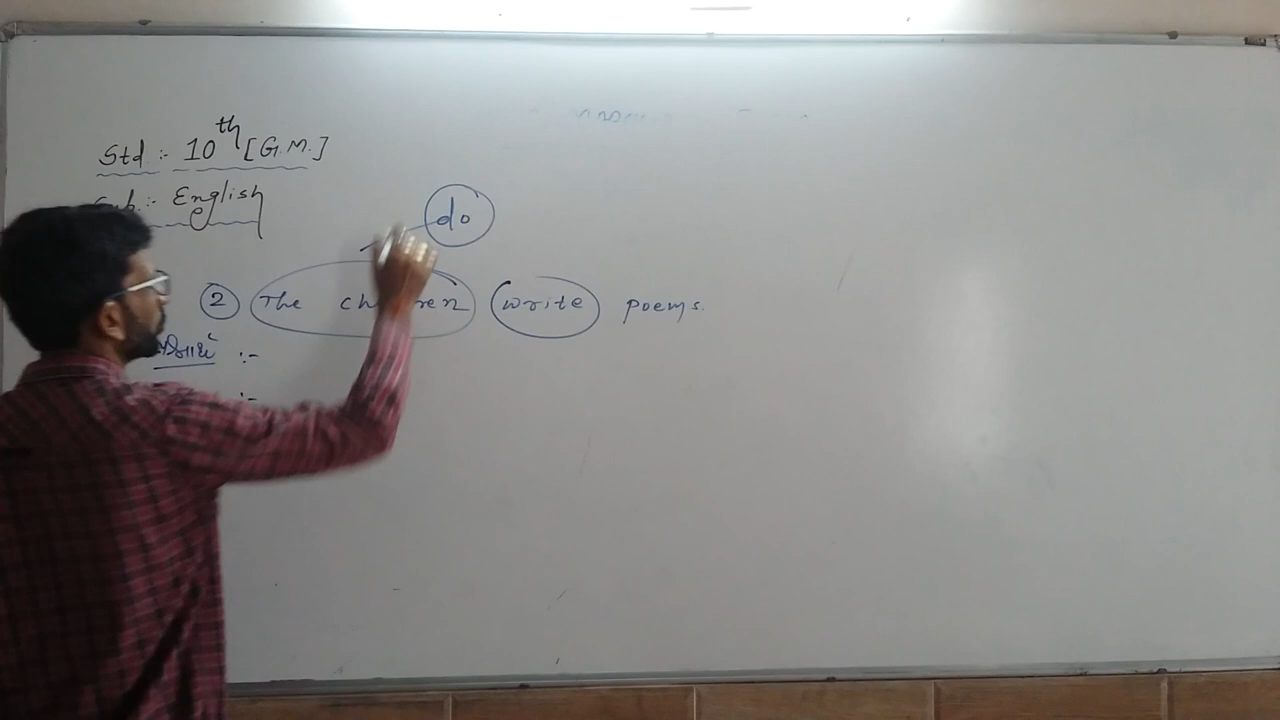 Std :- 10th [G.M.]
Sub.:- English
do
2 The children write poems.
:-
:-